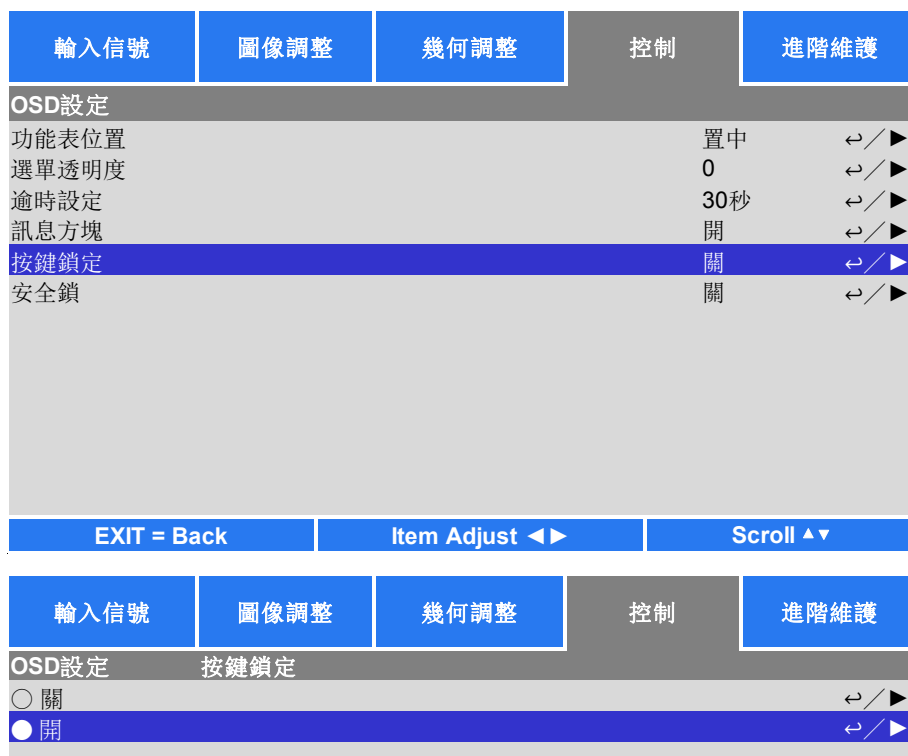 輸入信號 圖像調整 幾何調整 控制 進階維護
OSD設定
功能表位置 置中 ↩／▶
選單透明度 0 ↩／▶
逾時設定 30秒 ↩／▶
訊息方塊 開 ↩／▶
按鍵鎖定 關 ↩／▶
安全鎖 關 ↩／▶
EXIT = Back Item Adjust ◀▶ Scroll ▲▼
輸入信號 圖像調整 幾何調整 控制 進階維護
OSD設定 按鍵鎖定
○ 關 ↩／▶
● 開 ↩／▶